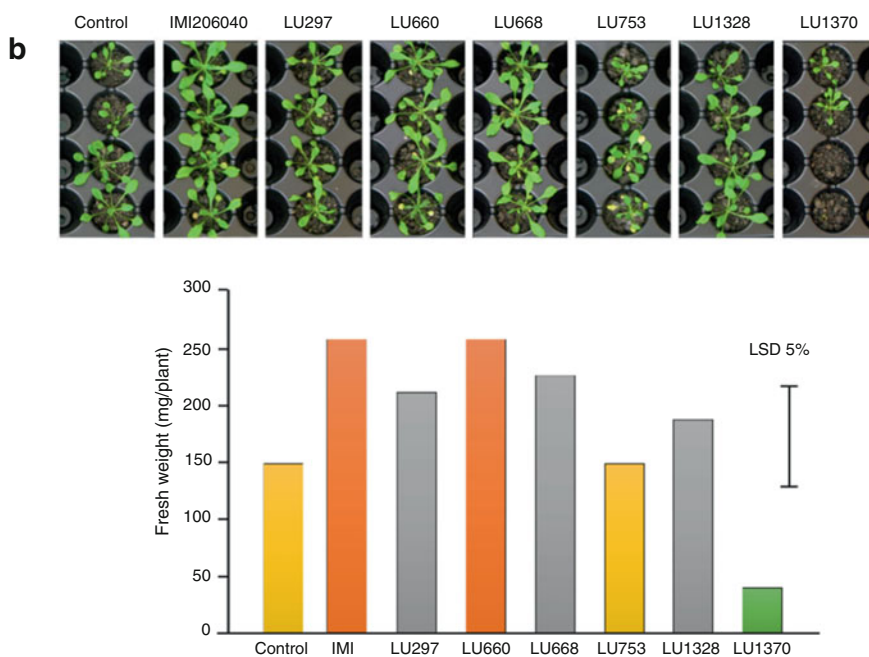 b
Control IMI206040 LU297 LU660 LU668 LU753 LU1328 LU1370
300
250
200
150
100
50
0
Fresh weight (mg/plant)
LSD 5%
Control IMI LU297 LU660 LU668 LU753 LU1328 LU1370